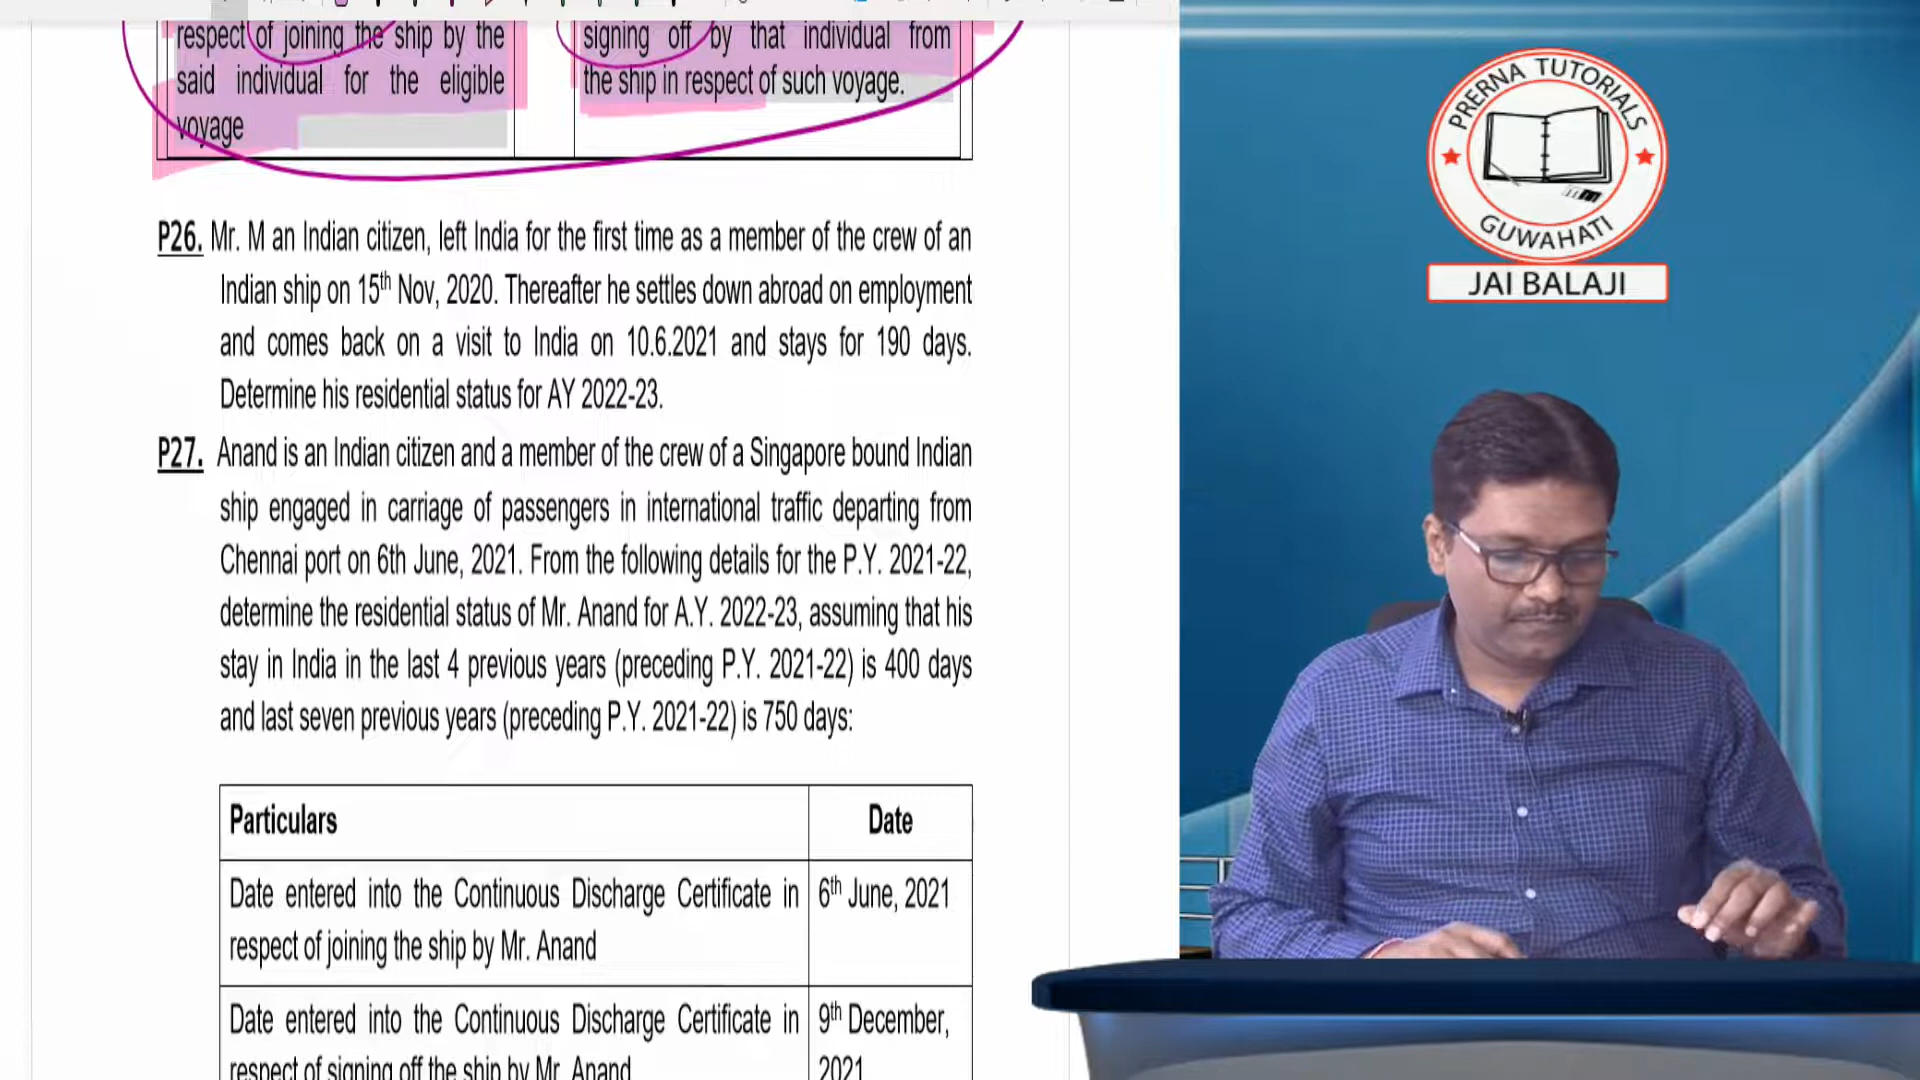 respect of joining the ship by the
said individual for the eligible
voyage
signing off by that individual from
the ship in respect of such voyage.
P26. Mr. M an Indian citizen, left India for the first time as a member of the crew of an
Indian ship on 15th Nov, 2020. Thereafter he settles down abroad on employment
and comes back on a visit to India on 10.6.2021 and stays for 190 days.
Determine his residential status for AY 2022-23.
P27. Anand is an Indian citizen and a member of the crew of a Singapore bound Indian
ship engaged in carriage of passengers in international traffic departing from
Chennai port on 6th June, 2021. From the following details for the P.Y. 2021-22,
determine the residential status of Mr. Anand for A.Y. 2022-23, assuming that his
stay in India in the last 4 previous years (preceding P.Y. 2021-22) is 400 days
and last seven previous years (preceding P.Y. 2021-22) is 750 days:
Particulars Date
Date entered into the Continuous Discharge Certificate in 6th June, 2021
respect of joining the ship by Mr. Anand
Date entered into the Continuous Discharge Certificate in 9th December,
respect of signing off the ship by Mr. Anand 2021
PRERNA TUTORIALS
GUWAHATI
JAI BALAJI